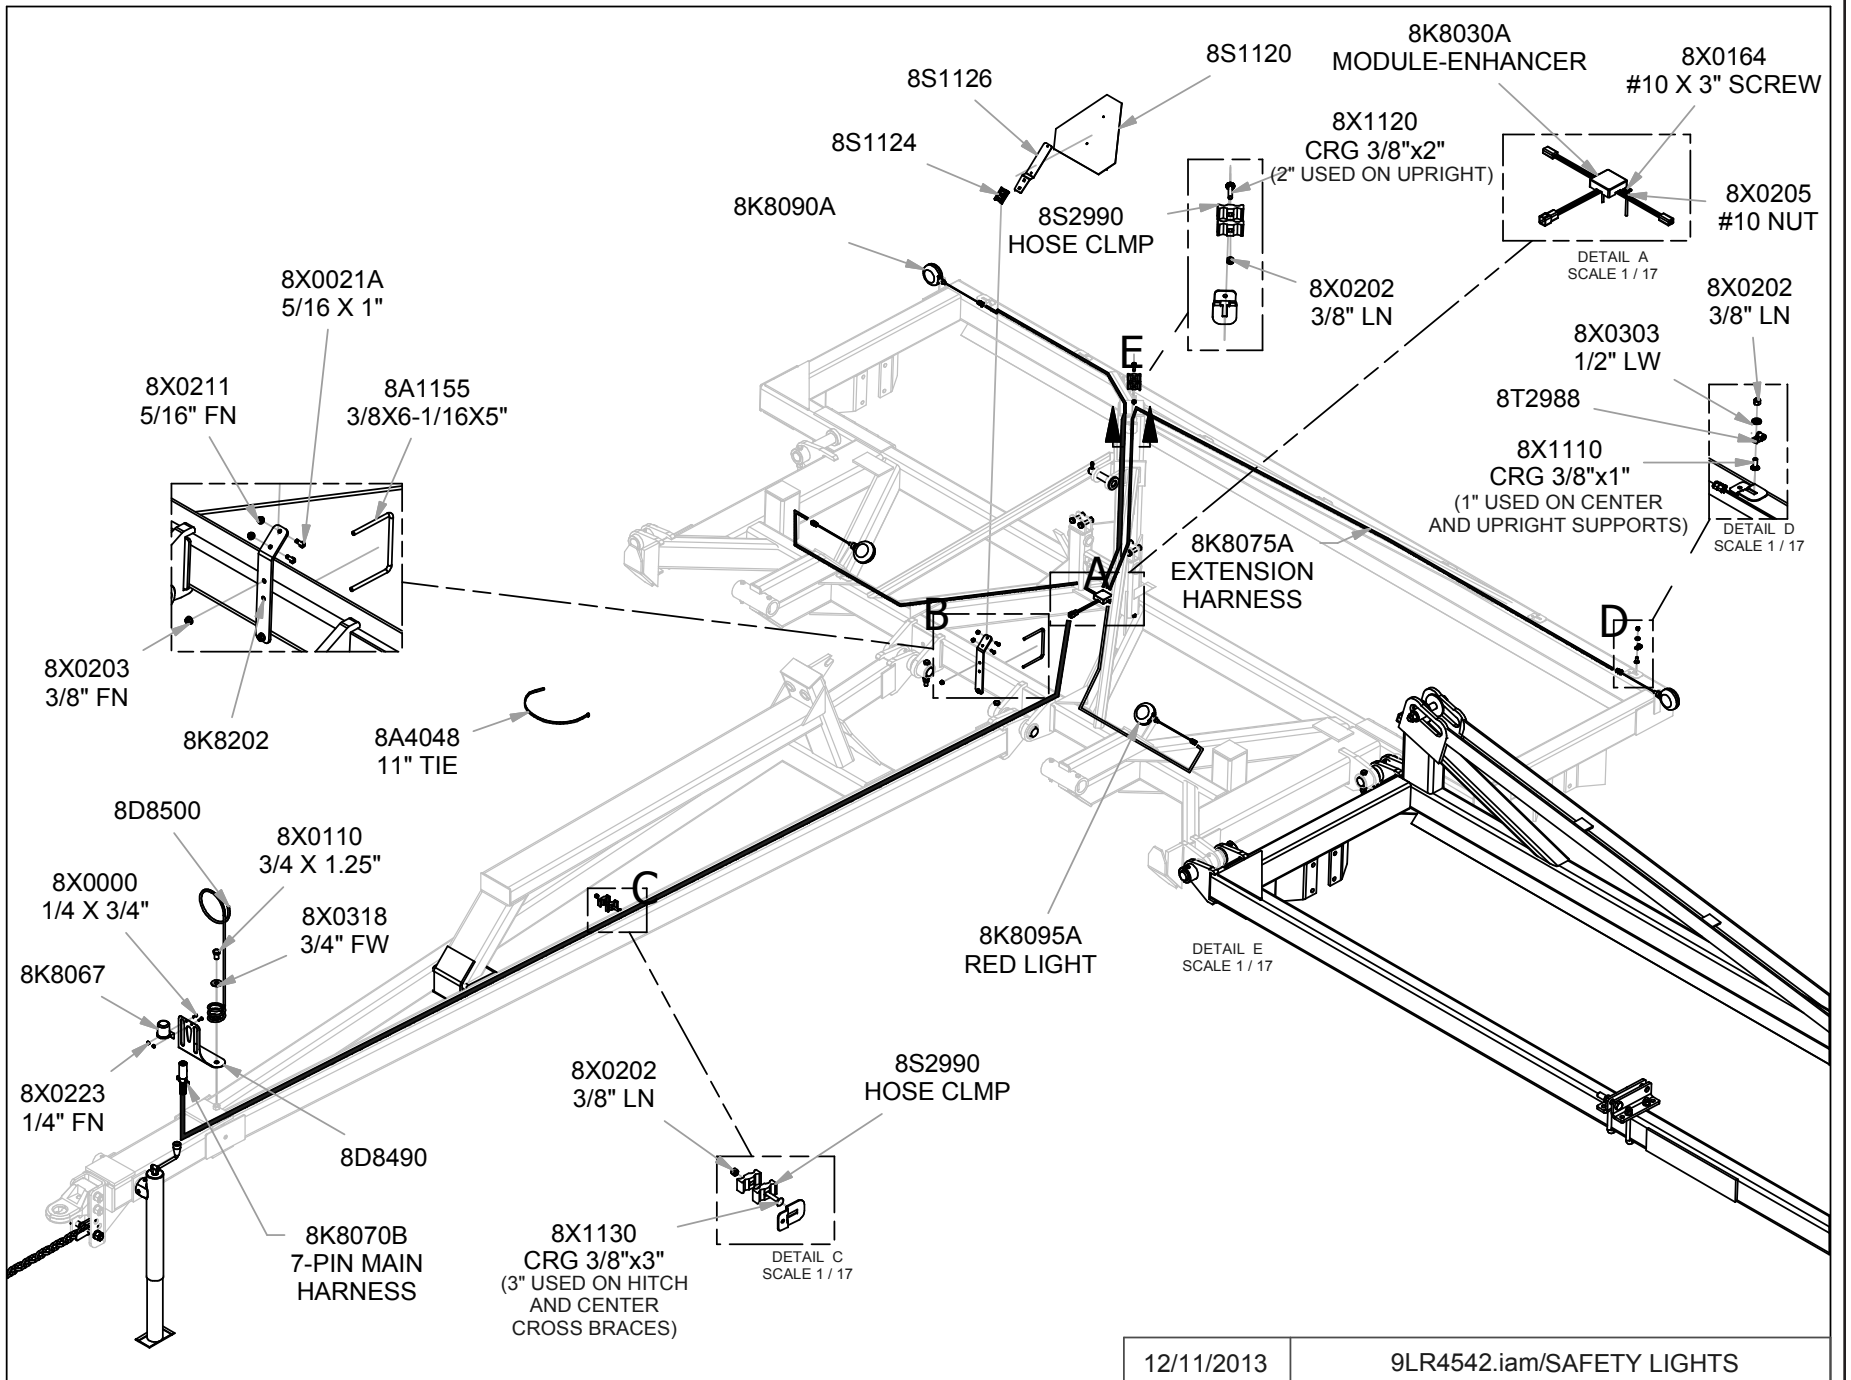 8K8030A
MODULE-ENHANCER
8X0164
#10 X 3" SCREW
8S1120
8S1126
8S1124
8X1120
CRG 3/8"x2"
(2" USED ON UPRIGHT)
8K8090A
8S2990
HOSE CLMP
8X0205
#10 NUT
DETAIL A
SCALE 1 / 17
8X0021A
5/16 X 1"
8X0202
3/8" LN
8X0202
3/8" LN
8X0303
1/2" LW
8X0211
5/16" FN
8A1155
3/8X6-1/16X5"
E
8T2988
8X1110
CRG 3/8"x1"
(1" USED ON CENTER
AND UPRIGHT SUPPORTS)
DETAIL D
SCALE 1 / 17
8K8075A
EXTENSION
HARNESS
A
B
D
8X0203
3/8" FN
8K8202
8A4048
11" TIE
8D8500
8X0110
3/4 X 1.25"
8X0000
1/4 X 3/4"
8X0318
3/4" FW
C
8K8067
8K8095A
RED LIGHT
DETAIL E
SCALE 1 / 17
8X0223
1/4" FN
8X0202
3/8" LN
8S2990
HOSE CLMP
8D8490
8K8070B
7-PIN MAIN
HARNESS
8X1130
CRG 3/8"x3"
(3" USED ON HITCH
AND CENTER
CROSS BRACES)
DETAIL C
SCALE 1 / 17
12/11/2013
9LR4542.iam/SAFETY LIGHTS